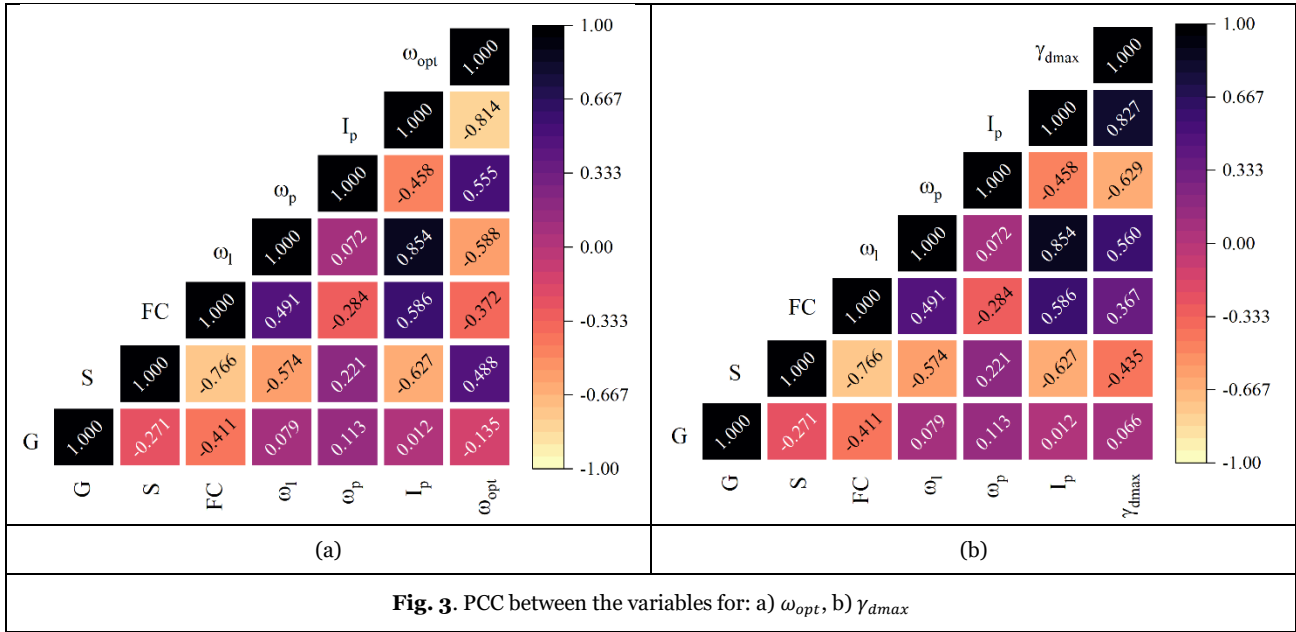 ω_opt 1.000
I_p 1.000 -0.814
ω_p 1.000 -0.458 0.555
ω_l 1.000 0.072 0.854 -0.588
FC 1.000 0.491 -0.284 0.586 -0.372
S 1.000 -0.766 -0.574 0.221 -0.627 0.488
G 1.000 -0.271 -0.411 0.079 0.113 0.012 -0.135
G S FC ω_l ω_p I_p ω_opt
1.00
0.667
0.333
0.00
-0.333
-0.667
-1.00
(a)
γ_dmax 1.000
I_p 1.000 0.827
ω_p 1.000 -0.458 -0.629
ω_l 1.000 0.072 0.854 0.560
FC 1.000 0.491 -0.284 0.586 0.367
S 1.000 -0.766 -0.574 0.221 -0.627 -0.435
G 1.000 -0.271 -0.411 0.079 0.113 0.012 0.066
G S FC ω_l ω_p I_p γ_dmax
1.00
0.667
0.333
0.00
-0.333
-0.667
-1.00
(b)
Fig. 3. PCC between the variables for: a) ω_opt, b) γ_dmax